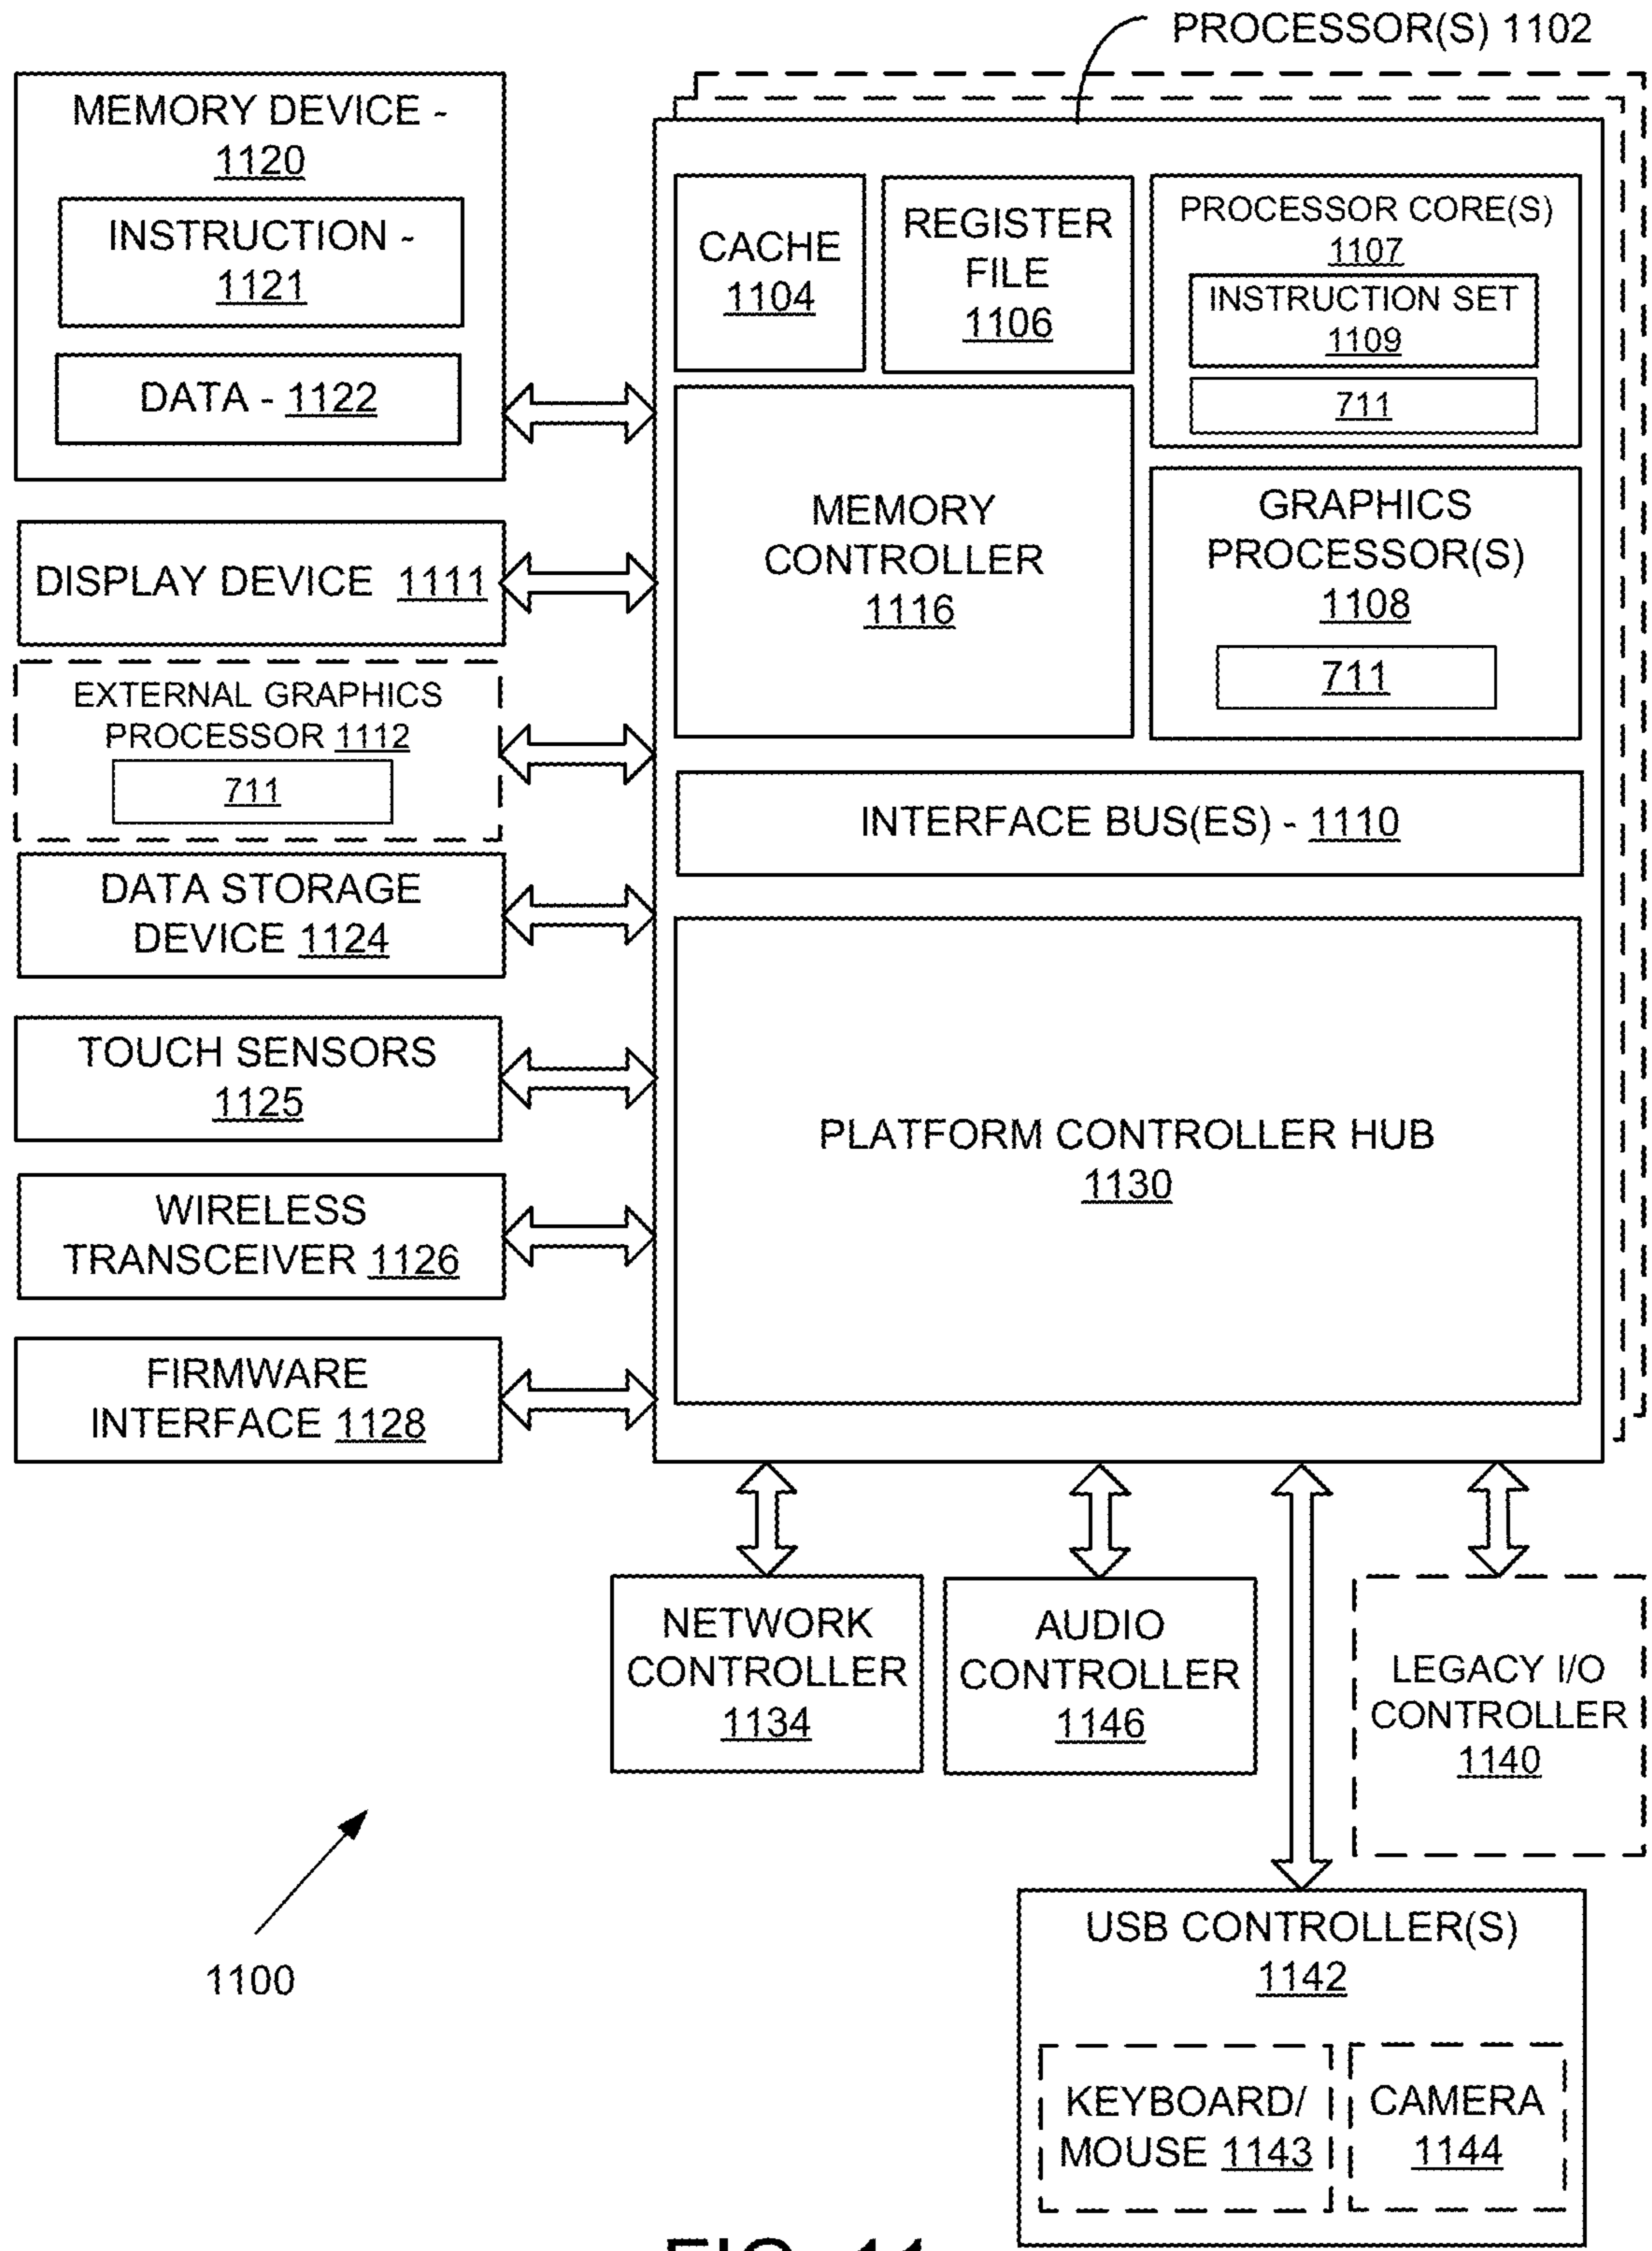 PROCESSOR(S) 1102
MEMORY DEVICE -
1120
INSTRUCTION -
1121
DATA - 1122
DISPLAY DEVICE 1111
EXTERNAL GRAPHICS
PROCESSOR 1112
711
DATA STORAGE
DEVICE 1124
TOUCH SENSORS
1125
WIRELESS
TRANSCEIVER 1126
FIRMWARE
INTERFACE 1128
CACHE
1104
REGISTER
FILE
1106
PROCESSOR CORE(S)
1107
INSTRUCTION SET
1109
711
MEMORY
CONTROLLER
1116
GRAPHICS
PROCESSOR(S)
1108
711
INTERFACE BUS(ES) - 1110
PLATFORM CONTROLLER HUB
1130
NETWORK
CONTROLLER
1134
AUDIO
CONTROLLER
1146
LEGACY I/O
CONTROLLER
1140
USB CONTROLLER(S)
1142
KEYBOARD/
MOUSE 1143
CAMERA
1144
1100
FIG. 11